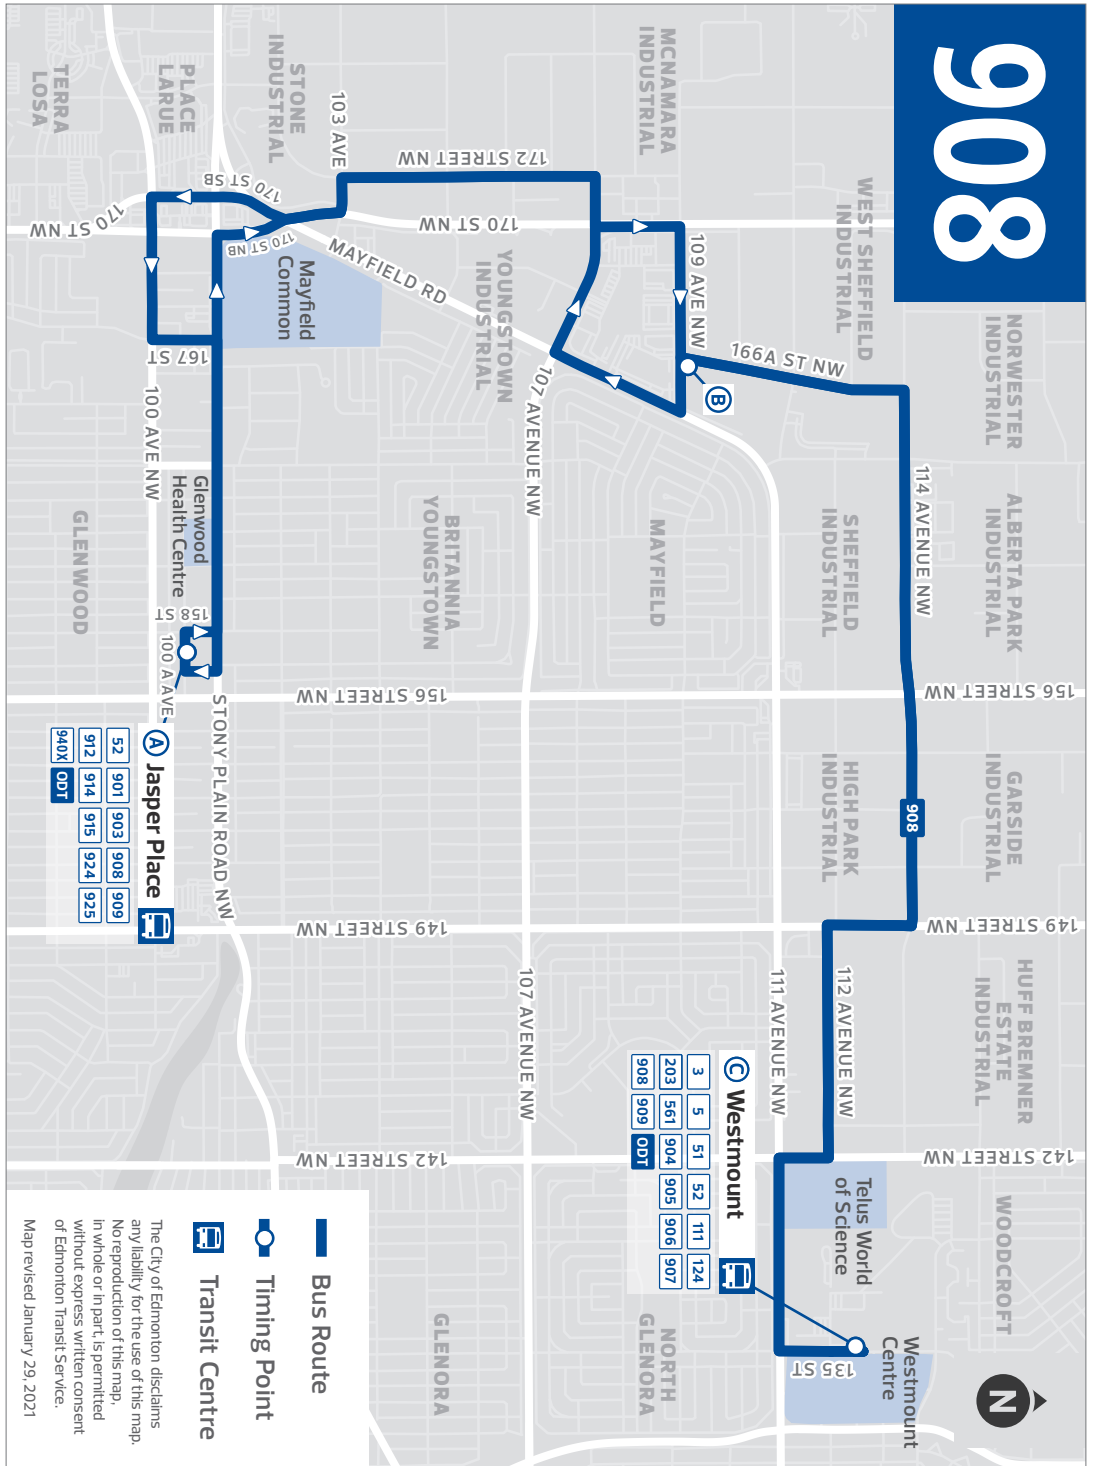 908
MCNAMARA
INDUSTRIAL
WEST SHEFFIELD
INDUSTRIAL
NORWESTER
INDUSTRIAL
ALBERTA PARK
INDUSTRIAL
GARSIDE
INDUSTRIAL
HUFF BREMNER
ESTATE
INDUSTRIAL
WOODCROFT
STONE
INDUSTRIAL
PLACE
LARUE
TERRA
LOSA
YOUNGSTOWN
INDUSTRIAL
SHEFFIELD
INDUSTRIAL
HIGH PARK
INDUSTRIAL
MAYFIELD
BRITANNIA
YOUNGSTOWN
GLENWOOD
NORTH
GLENORA
GLENORA
103 AVE
172 STREET NW
170 ST SB
170 ST NB
170 ST NW
170 ST NW
MAYFIELD RD
109 AVE NW
166A ST NW
114 AVENUE NW
107 AVENUE NW
107 AVENUE NW
167 ST
100 AVE NW
158 ST
100 A AVE
STONY PLAIN ROAD NW
156 STREET NW
156 STREET NW
149 STREET NW
149 STREET NW
142 STREET NW
142 STREET NW
111 AVENUE NW
112 AVENUE NW
135 ST
908
Mayfield
Common
Glenwood
Health Centre
Telus World
of Science
Westmount
Centre
B
A Jasper Place
52 901 903 908 909
912 914 915 924 925
940X ODT
C Westmount
3 5 51 52 111 124
203 561 904 905 906 907
908 909 ODT
N
Bus Route
Timing Point
Transit Centre
The City of Edmonton disclaims
any liability for the use of this map.
No reproduction of this map,
in whole or in part, is permitted
without express written consent
of Edmonton Transit Service.
Map revised January 29, 2021